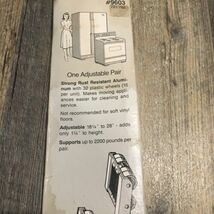 #9603
One Adjustable Pair
Strong Rust Resistant Alumi-
num with 32 plastic wheels (16
per unit). Makes moving appli-
ances easier for cleaning and
service.
Not recommended for soft vinyl
floors.
Adjustable 18¼" to 28" - adds
only 1¼" to height.
Supports up to 2200 pounds per
pair.